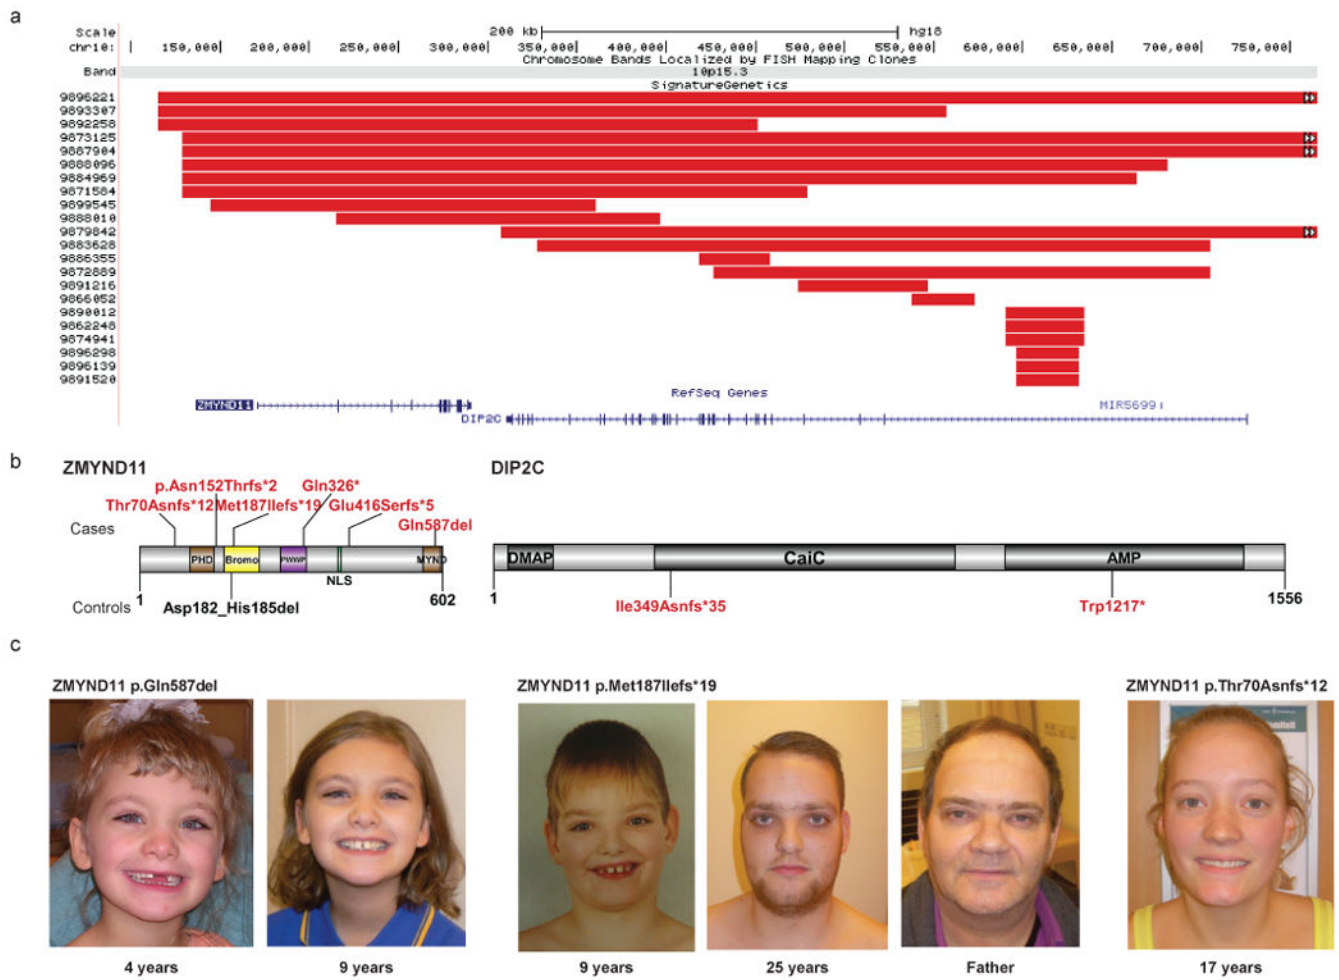 a
Scale 200 kb hg18
chr10: 150,000 200,000 250,000 300,000 350,000 400,000 450,000 500,000 550,000 600,000 650,000 700,000 750,000
Chromosome Bands Localized by FISH Mapping Clones
Band 10p15.3
SignatureGenetics
9896221
9893307
9892258
9873125
9887904
9888096
9884969
9871584
9899545
9888010
9879842
9883628
9886355
9872889
9891216
9866052
9890012
9862248
9874941
9896298
9896139
9891520
RefSeq Genes
ZMYND11 MIR5699
DIP2C
b
ZMYND11 DIP2C
p.Asn152Thrfs*2 Gln326*
Thr70Asnfs*12 Met187Ilefs*19 Glu416Serfs*5
Cases Gln587del
PHD Bromo PWWP MYND DMAP CaiC AMP
NLS
Controls 1 Asp182_His185del 602 1 Ile349Asnfs*35 Trp1217* 1556
c
ZMYND11 p.Gln587del ZMYND11 p.Met187Ilefs*19 ZMYND11 p.Thr70Asnfs*12
4 years 9 years 9 years 25 years Father 17 years